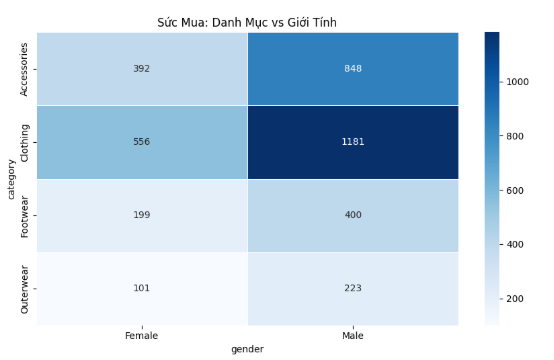 Sức Mua: Danh Mục vs Giới Tính
category
Accessories
392 848
Clothing
556 1181
Footwear
199 400
Outerwear
101 223
Female Male
gender
1000
800
600
400
200